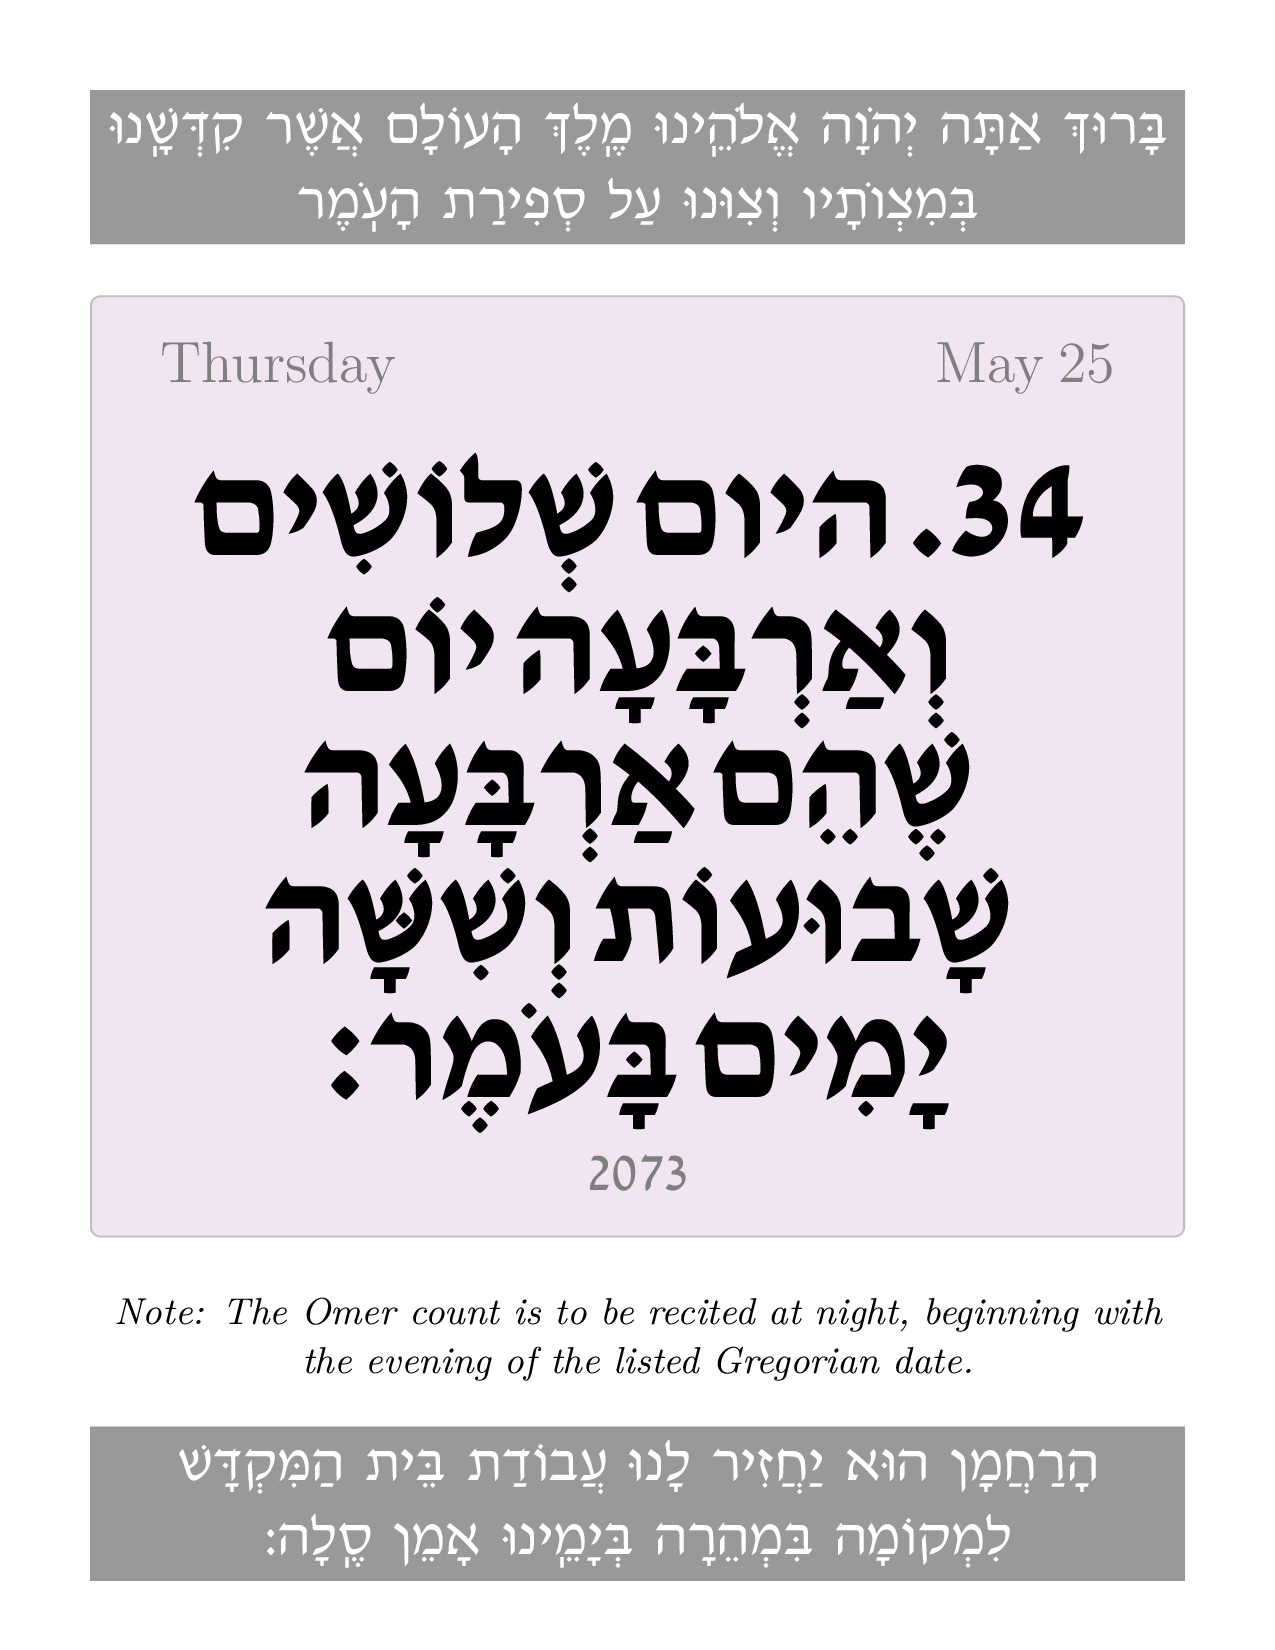 בָּרוּךְ אַתָּה יְהֹוָה אֱלֹהֵֽינוּ מֶֽלֶךְ הָעוֹלָם אֲשֶׁר קִדְּשָֽׁנוּ
בְּמִצְוֹתָיו וְצִוּנוּ עַל סְפִירַת הָעֹֽמֶר
Thursday May 25
34. היום שְׁלוֹשִׁים
וְאַרְבָּעָה יוֹם
שֶׁהֵם אַרְבָּעָה
שָׁבוּעוֹת וְשִׁשָּׁה
יָמִים בָּעֹמֶר:
2073
Note: The Omer count is to be recited at night, beginning with
the evening of the listed Gregorian date.
הָרַחֲמָן הוּא יַחֲזִיר לָנוּ עֲבוֹדַת בֵּית הַמִּקְדָּשׁ
לִמְקוֹמָה בִּמְהֵרָה בְּיָמֵֽינוּ אָמֵן סֶֽלָה: